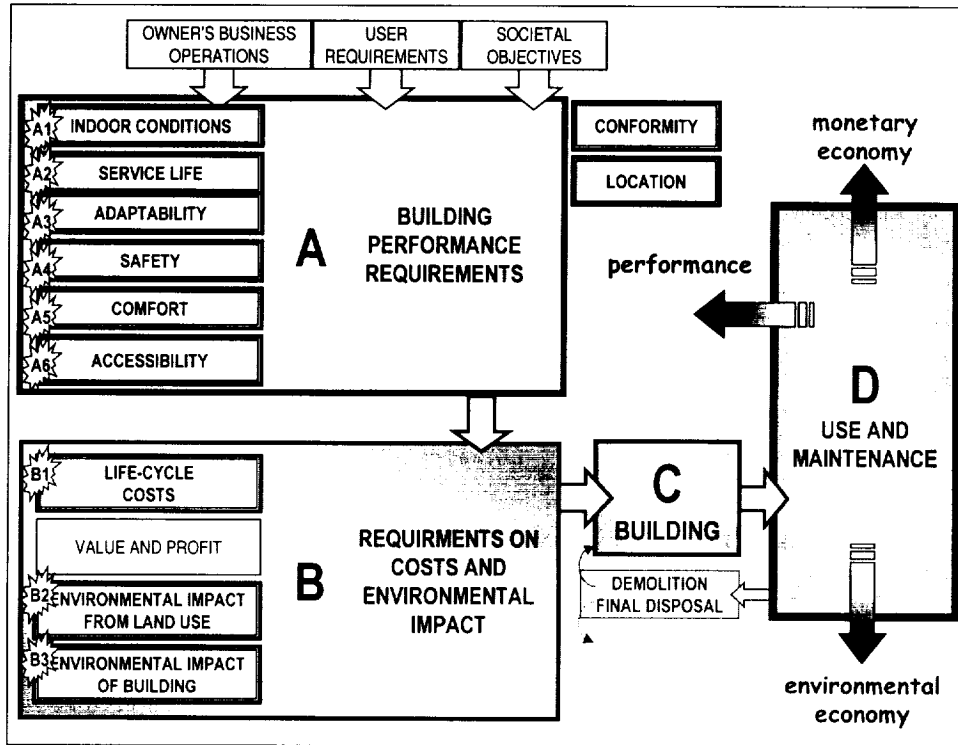 OWNER'S BUSINESS
OPERATIONS
USER
REQUIREMENTS
SOCIETAL
OBJECTIVES
A1
INDOOR CONDITIONS
A2
SERVICE LIFE
A3
ADAPTABILITY
A4
SAFETY
A5
COMFORT
A6
ACCESSIBILITY
A
BUILDING
PERFORMANCE
REQUIREMENTS
CONFORMITY
LOCATION
monetary
economy
performance
D
USE AND
MAINTENANCE
environmental
economy
B1
LIFE-CYCLE
COSTS
VALUE AND PROFIT
B2
ENVIRONMENTAL IMPACT
FROM LAND USE
B3
ENVIRONMENTAL IMPACT
OF BUILDING
B
REQUIRMENTS ON
COSTS AND
ENVIRONMENTAL
IMPACT
C
BUILDING
DEMOLITION
FINAL DISPOSAL